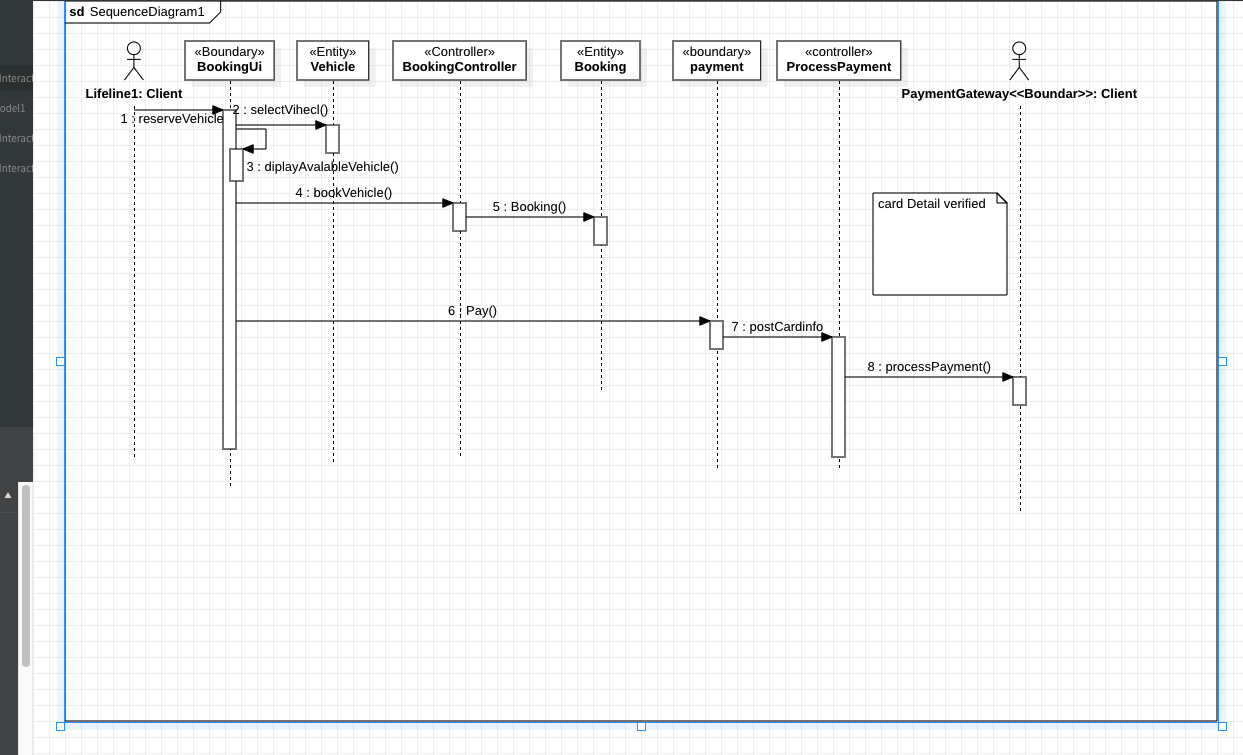 sd SequenceDiagram1
«Boundary»
BookingUi
«Entity»
Vehicle
«Controller»
BookingController
«Entity»
Booking
«boundary»
payment
«controller»
ProcessPayment
Lifeline1: Client
PaymentGateway<<Boundar>>: Client
1 : reserveVehicle
2 : selectVihecl()
3 : diplayAvalableVehicle()
4 : bookVehicle()
5 : Booking()
card Detail verified
6 : Pay()
7 : postCardinfo
8 : processPayment()
Interact
odel1
Interact
Interact